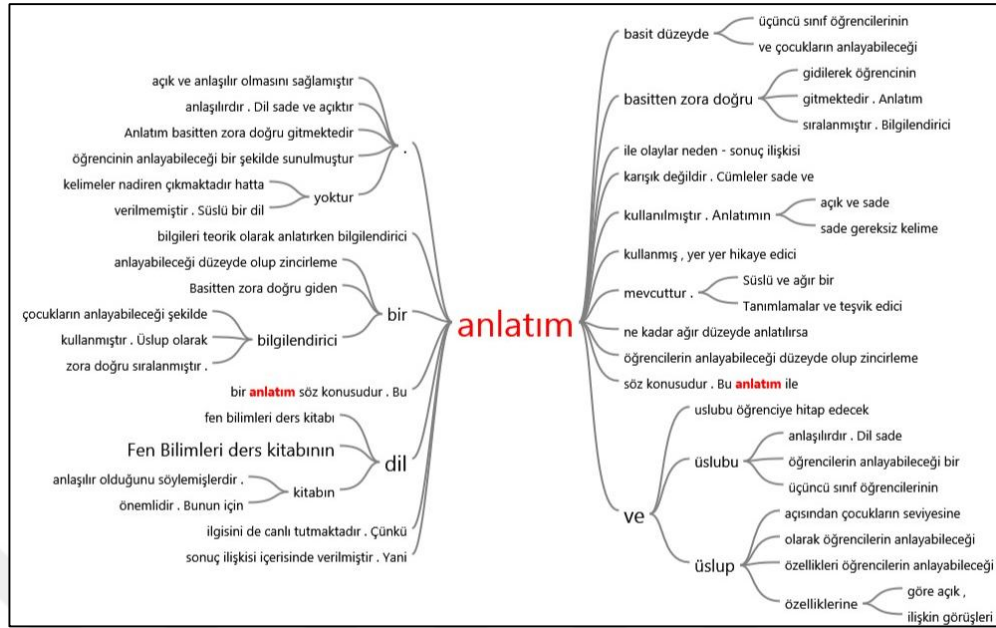 açık ve anlaşılır olmasını sağlamıştır
anlaşılırdır . Dil sade ve açıktır
Anlatım basitten zora doğru gitmektedir
öğrencinin anlayabileceği bir şekilde sunulmuştur
.
kelimeler nadiren çıkmaktadır hatta
verilmemiştir . Süslü bir dil
yoktur
bilgileri teorik olarak anlatırken bilgilendirici
anlayabileceği düzeyde olup zincirleme
Basitten zora doğru giden
bir
çocukların anlayabileceği şekilde
kullanmıştır . Üslup olarak
zora doğru sıralanmıştır .
bilgilendirici
bir anlatım söz konusudur . Bu
fen bilimleri ders kitabı
Fen Bilimleri ders kitabının
dil
anlaşılır olduğunu söylemişlerdir .
önemlidir . Bunun için
kitabın
ilgisini de canlı tutmaktadır . Çünkü
sonuç ilişkisi içerisinde verilmiştir . Yani
anlatım
basit düzeyde
üçüncü sınıf öğrencilerinin
ve çocukların anlayabileceği
basitten zora doğru
gidilerek öğrencinin
gitmektedir . Anlatım
sıralanmıştır . Bilgilendirici
ile olaylar neden - sonuç ilişkisi
karışık değildir . Cümleler sade ve
kullanılmıştır . Anlatımın
açık ve sade
sade gereksiz kelime
kullanmış , yer yer hikaye edici
mevcuttur .
Süslü ve ağır bir
Tanımlamalar ve teşvik edici
ne kadar ağır düzeyde anlatılırsa
öğrencilerin anlayabileceği düzeyde olup zincirleme
söz konusudur . Bu anlatım ile
ve
uslubu öğrenciye hitap edecek
üslubu
anlaşılırdır . Dil sade
öğrencilerin anlayabileceği bir
üçüncü sınıf öğrencilerinin
üslup
açısından çocukların seviyesine
olarak öğrencilerin anlayabileceği
özellikleri öğrencilerin anlayabileceği
özelliklerine
göre açık ,
ilişkin görüşleri